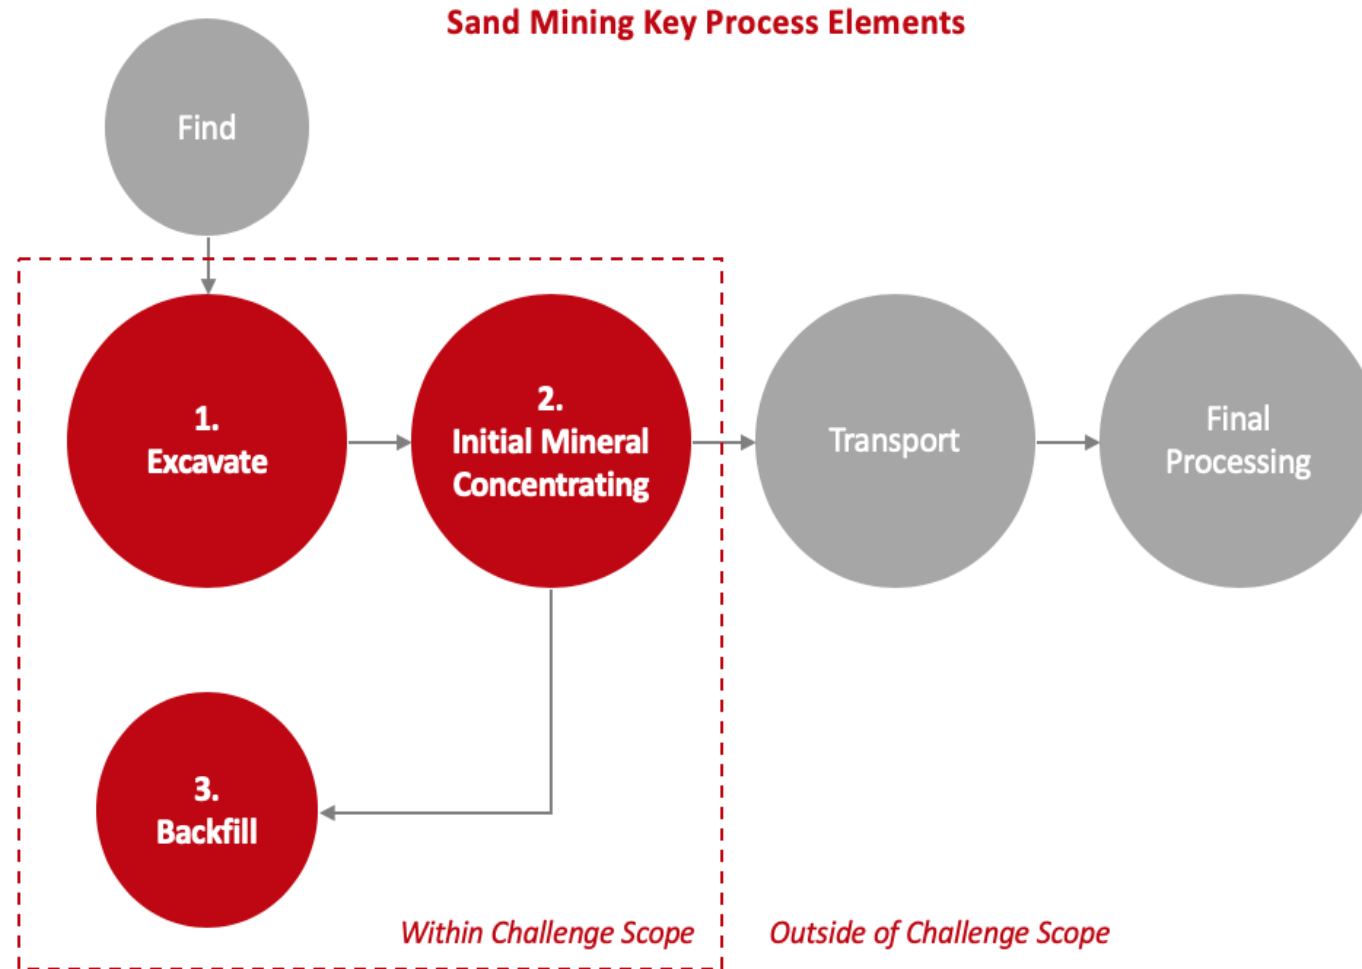 Sand Mining Key Process Elements
Find
1.
Excavate
2.
Initial Mineral
Concentrating
Transport
Final
Processing
3.
Backfill
Within Challenge Scope
Outside of Challenge Scope